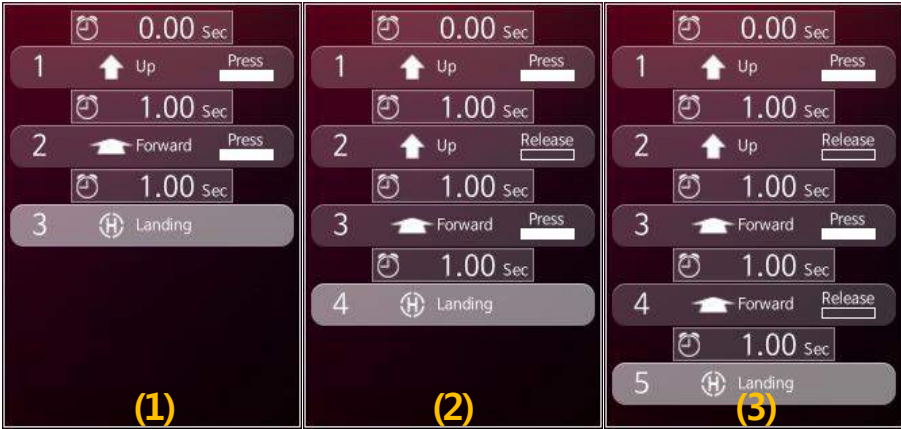 0.00 Sec
1 Up Press
1.00 Sec
2 Forward Press
1.00 Sec
3 Landing
(1)
0.00 Sec
1 Up Press
1.00 Sec
2 Up Release
1.00 Sec
3 Forward Press
1.00 Sec
4 Landing
(2)
0.00 Sec
1 Up Press
1.00 Sec
2 Up Release
1.00 Sec
3 Forward Press
1.00 Sec
4 Forward Release
1.00 Sec
5 Landing
(3)